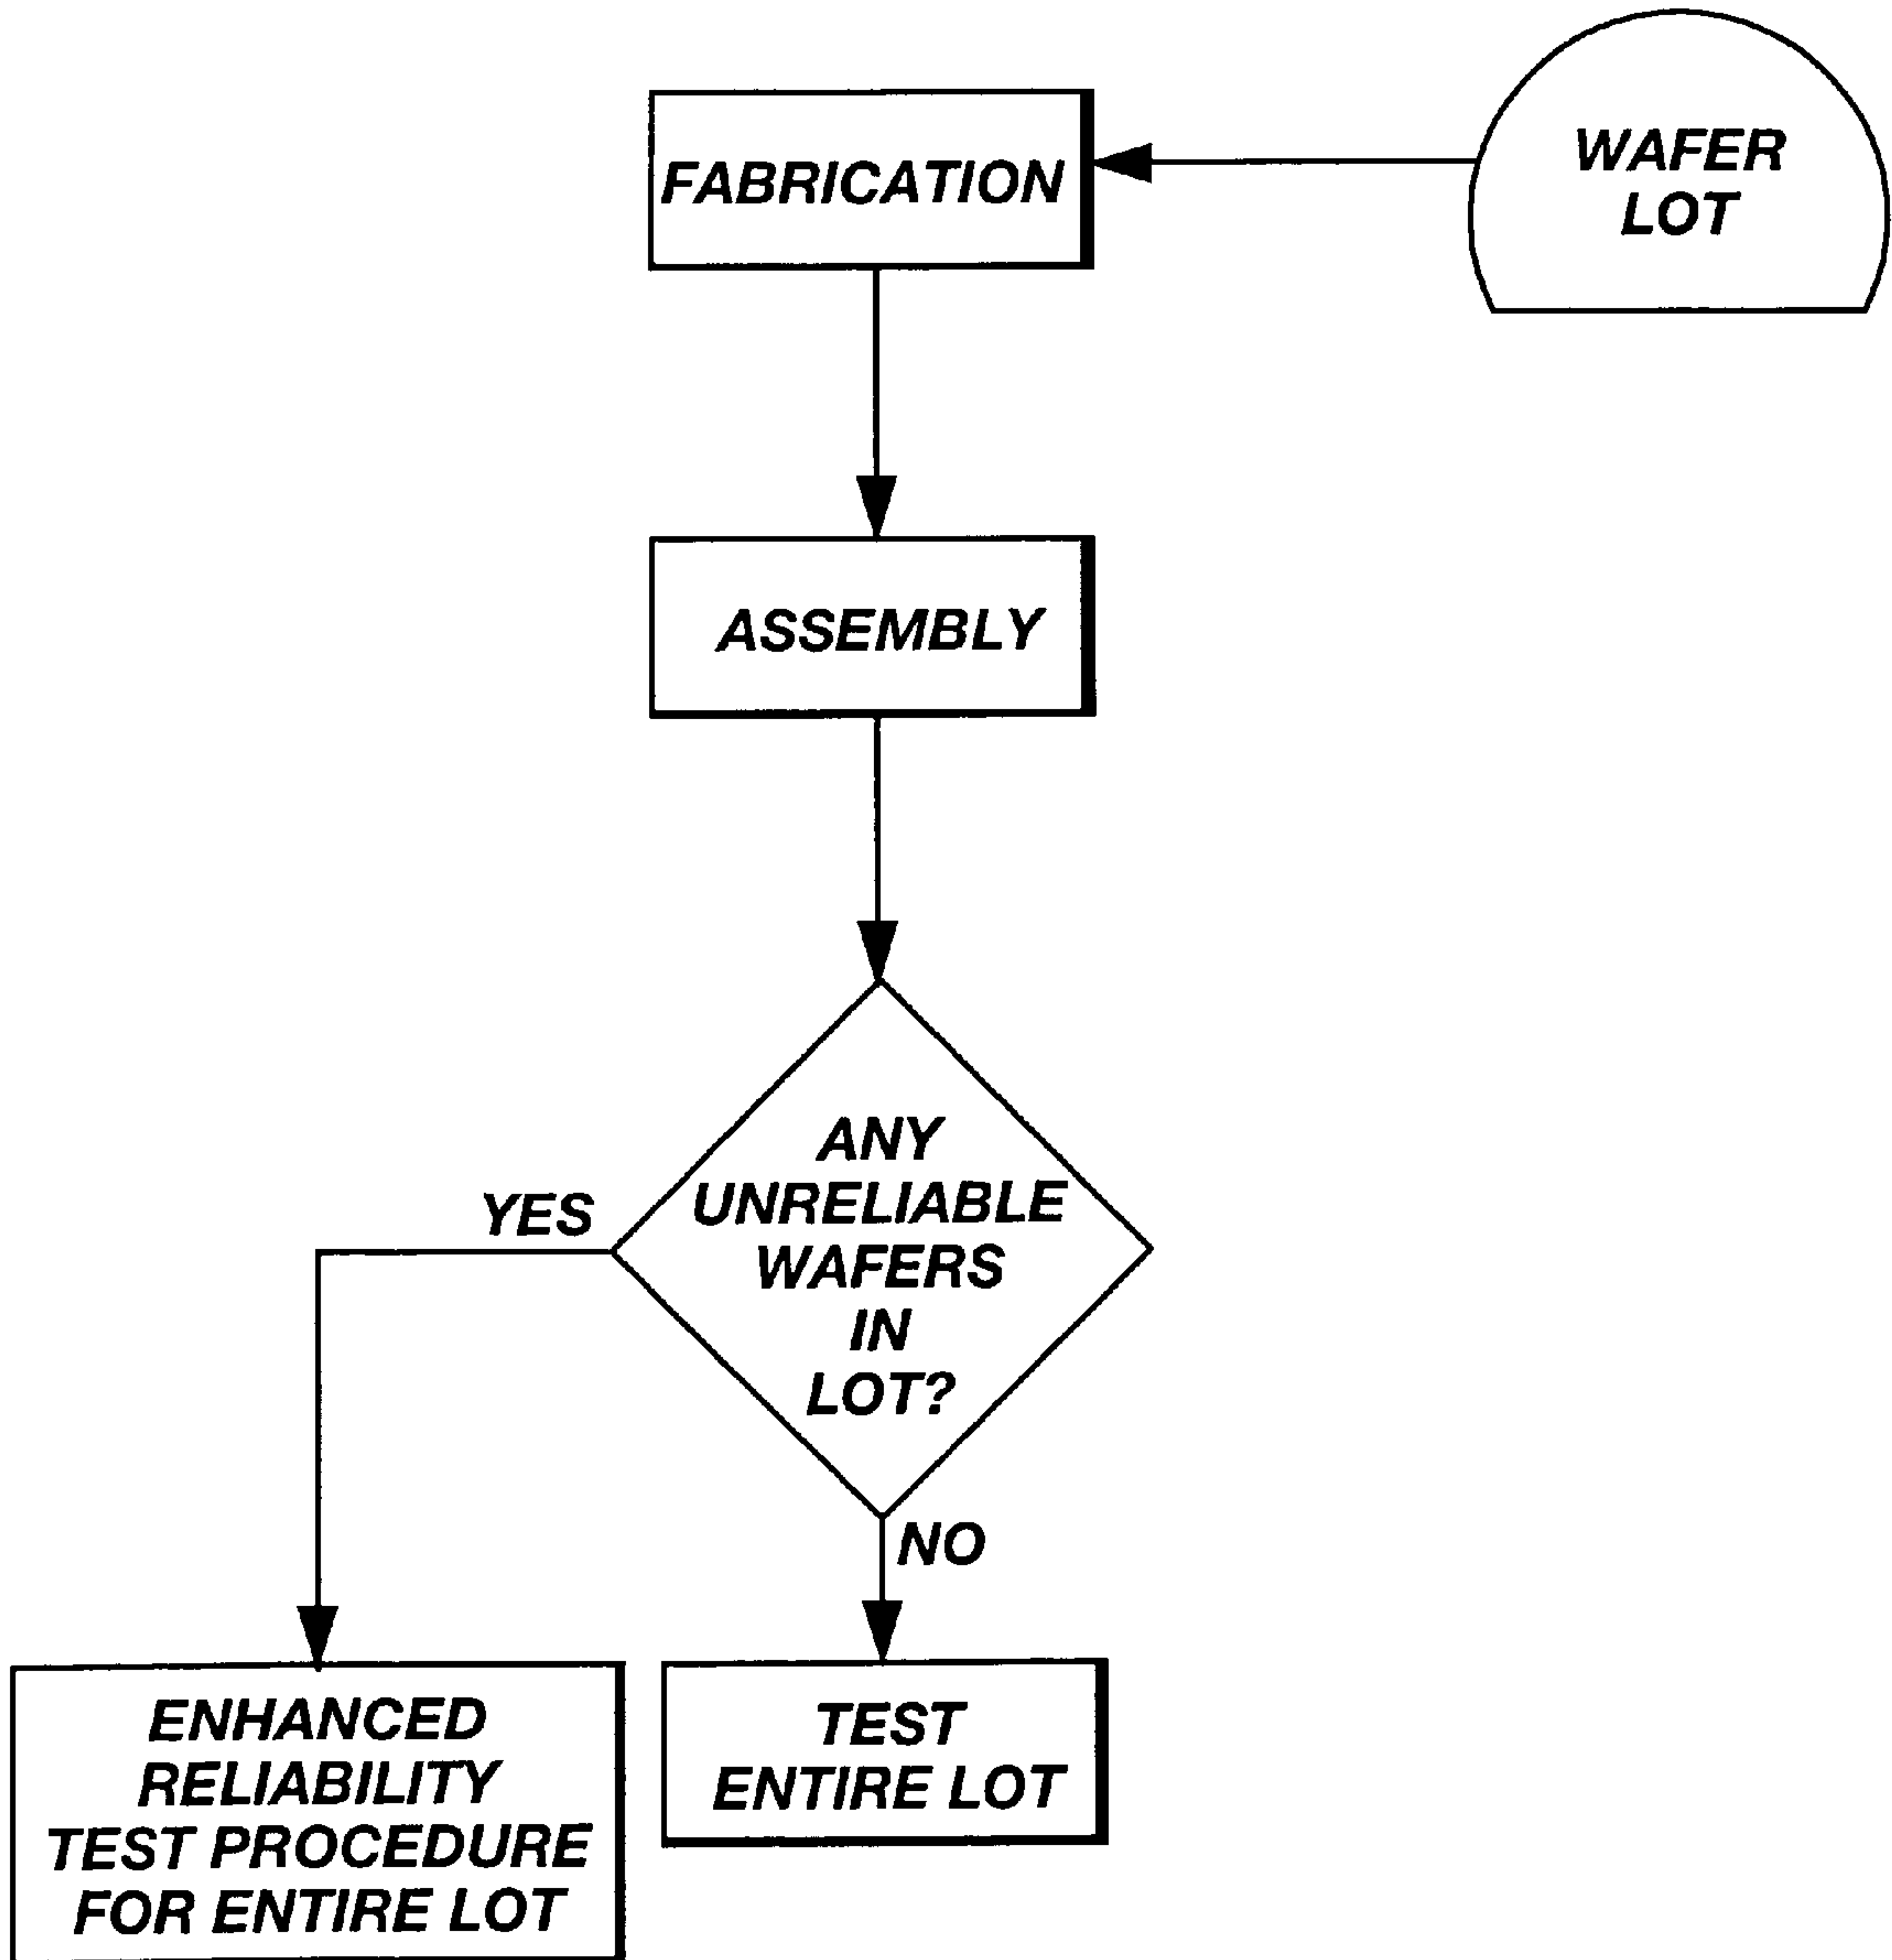 FABRICATION
WAFER
LOT
ASSEMBLY
ANY
UNRELIABLE
WAFERS
IN
LOT?
YES
NO
ENHANCED
RELIABILITY
TEST PROCEDURE
FOR ENTIRE LOT
TEST
ENTIRE LOT